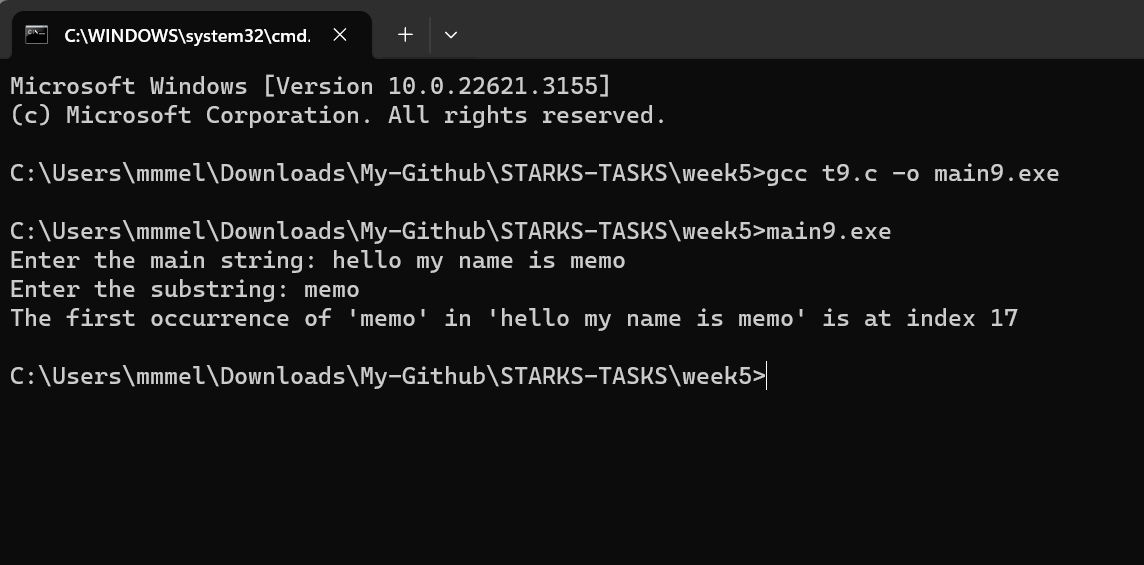 C:\WINDOWS\system32\cmd.
Microsoft Windows [Version 10.0.22621.3155]
(c) Microsoft Corporation. All rights reserved.
C:\Users\mmmel\Downloads\My-Github\STARKS-TASKS\week5>gcc t9.c -o main9.exe
C:\Users\mmmel\Downloads\My-Github\STARKS-TASKS\week5>main9.exe
Enter the main string: hello my name is memo
Enter the substring: memo
The first occurrence of 'memo' in 'hello my name is memo' is at index 17
C:\Users\mmmel\Downloads\My-Github\STARKS-TASKS\week5>